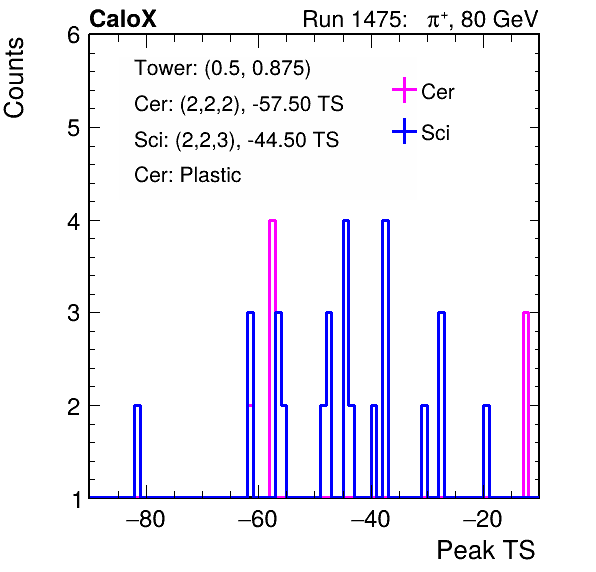 CaloX Run 1475: π⁺, 80 GeV
Counts
6
Tower: (0.5, 0.875)
Cer: (2,2,2), -57.50 TS
Sci: (2,2,3), -44.50 TS
Cer: Plastic
Cer
Sci
5
4
3
2
1
−80 −60 −40 −20
Peak TS